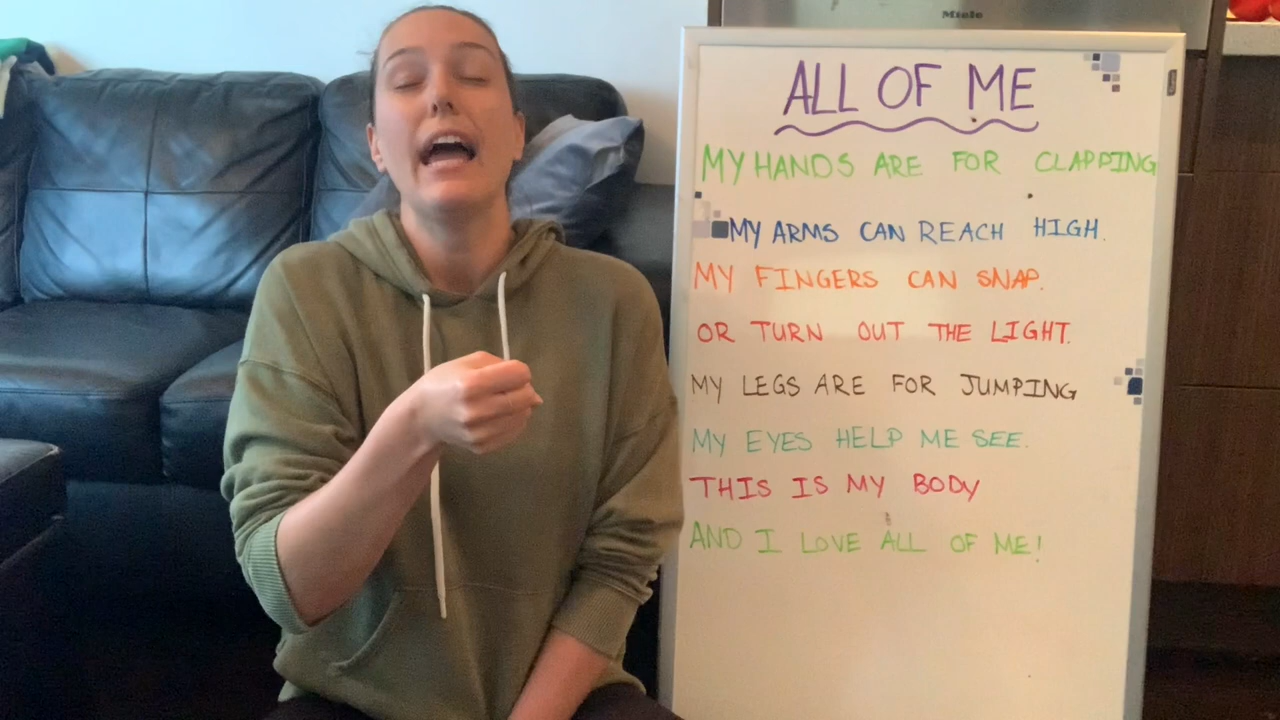 Miele
ALL OF ME
MY HANDS ARE FOR CLAPPING
MY ARMS CAN REACH HIGH.
MY FINGERS CAN SNAP.
OR TURN OUT THE LIGHT.
MY LEGS ARE FOR JUMPING
MY EYES HELP ME SEE.
THIS IS MY BODY
AND I LOVE ALL OF ME!